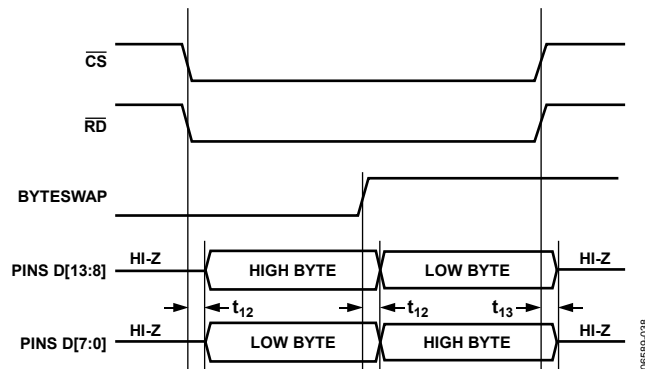 CS
RD
BYTESWAP
PINS D[13:8] HI-Z HIGH BYTE LOW BYTE HI-Z
t12 t12 t13
PINS D[7:0] HI-Z LOW BYTE HIGH BYTE HI-Z
06589-038